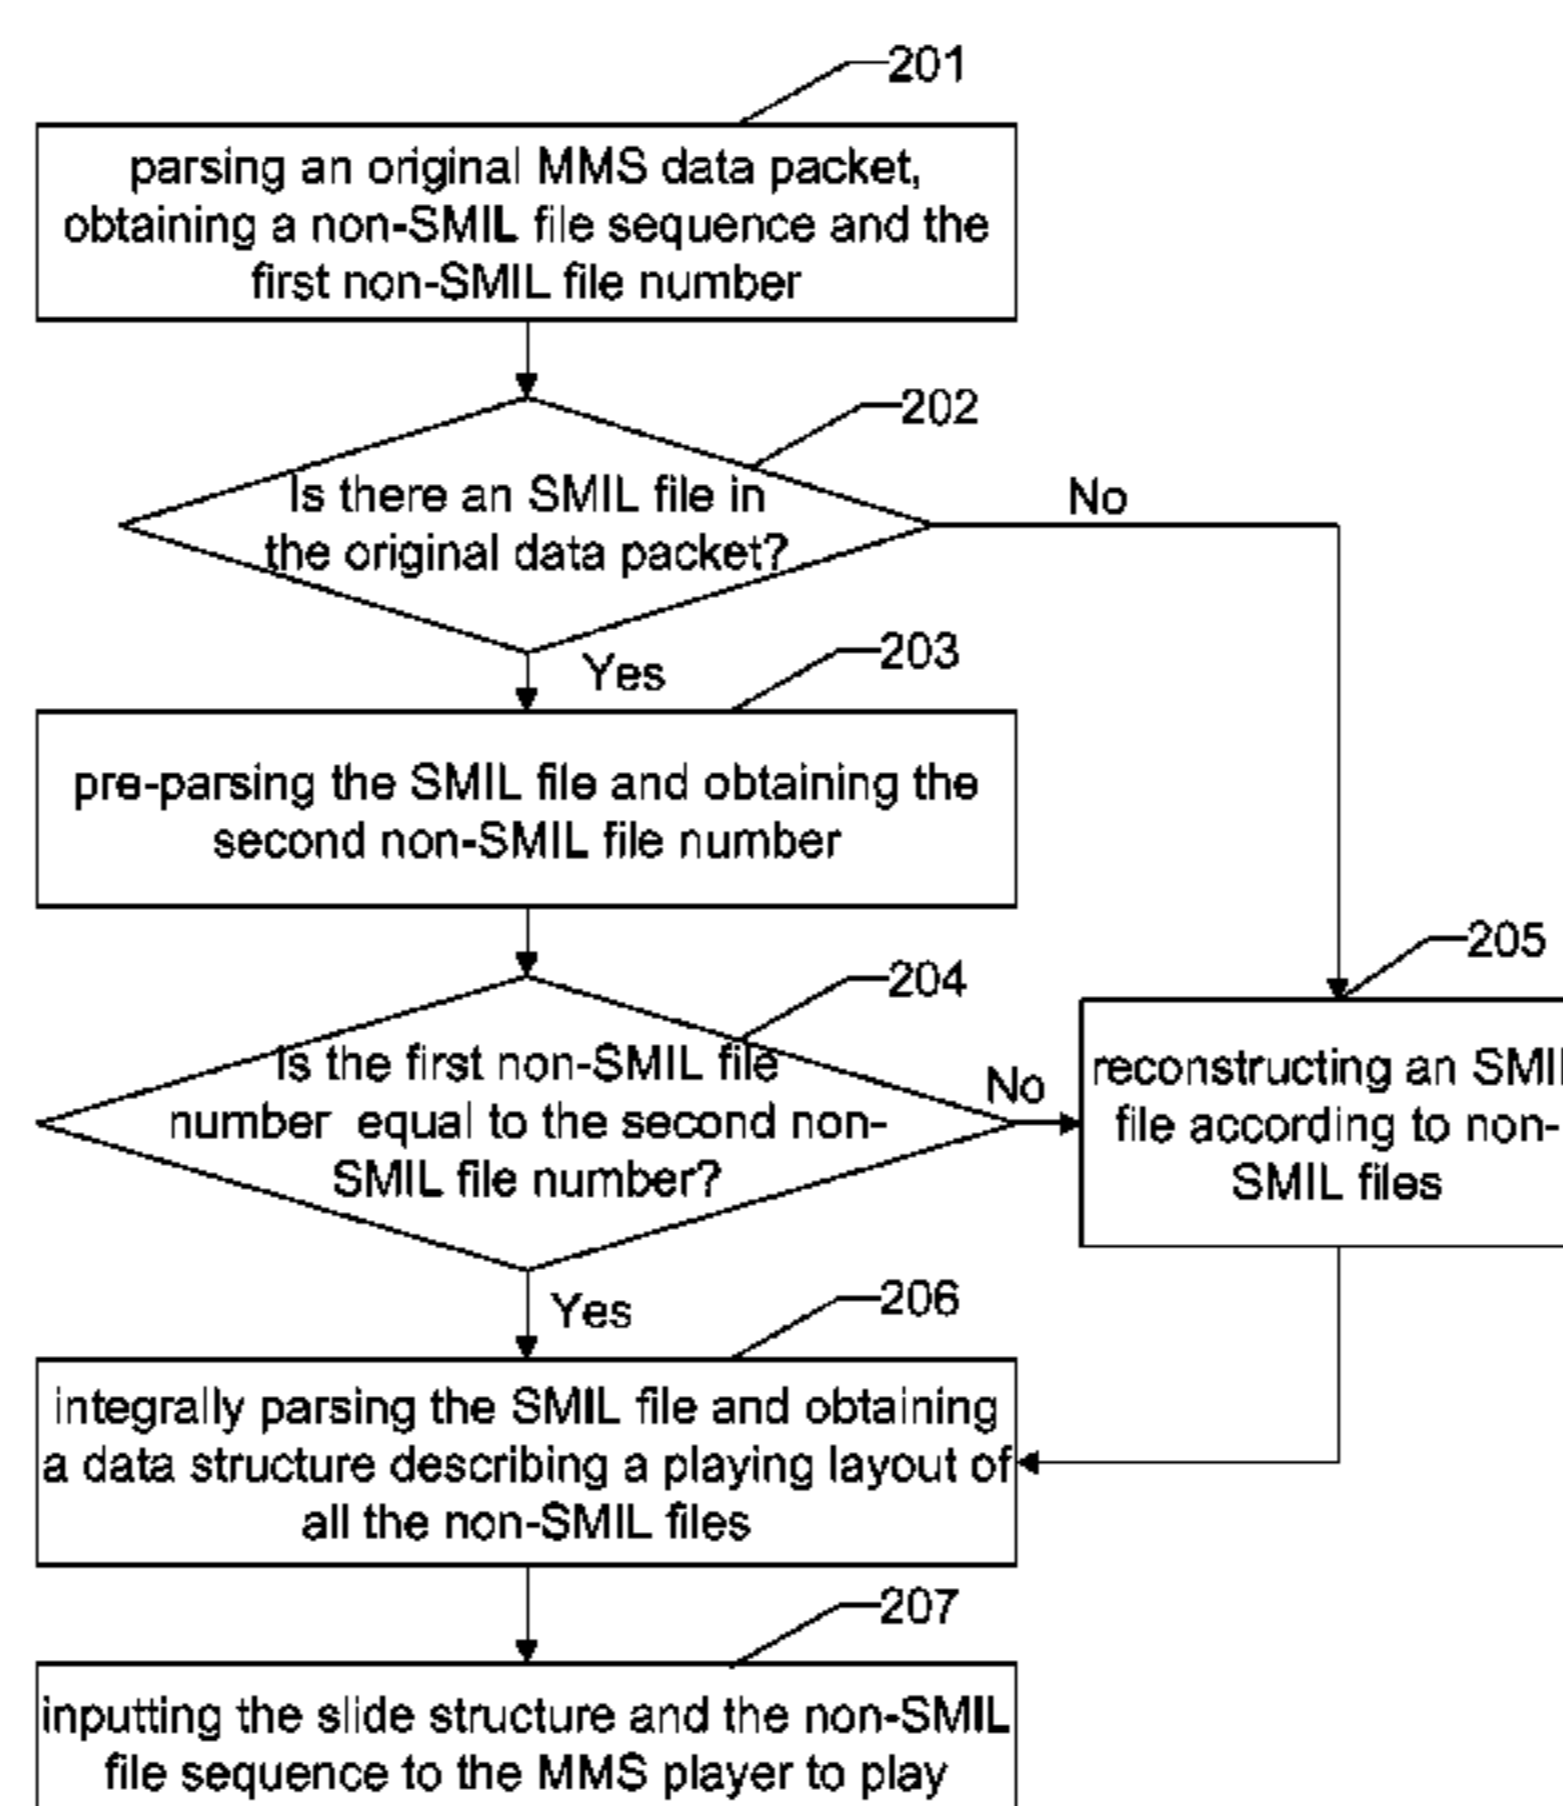 201
parsing an original MMS data packet,
obtaining a non-SMIL file sequence and the
first non-SMIL file number
202
Is there an SMIL file in
the original data packet?
No
Yes
203
pre-parsing the SMIL file and obtaining the
second non-SMIL file number
204
Is the first non-SMIL file
number equal to the second non-
SMIL file number?
No
205
reconstructing an SMIL
file according to non-
SMIL files
Yes
206
integrally parsing the SMIL file and obtaining
a data structure describing a playing layout of
all the non-SMIL files
207
inputting the slide structure and the non-SMIL
file sequence to the MMS player to play